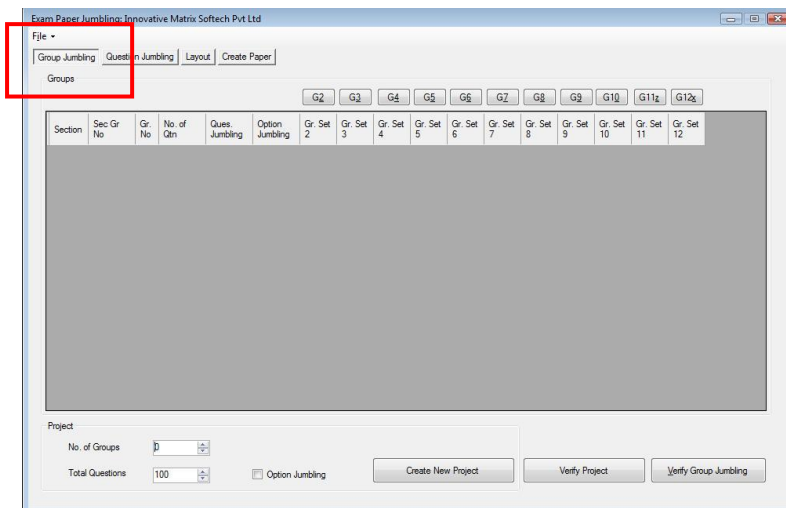 Exam Paper Jumbling: Innovative Matrix Softech Pvt Ltd
File
Group Jumbling Question Jumbling Layout Create Paper
Groups
G2 G3 G4 G5 G6 G7 G8 G9 G10 G11z G12x
Section Sec Gr No Gr. No No. of Qtn Ques. Jumbling Option Jumbling Gr. Set 2 Gr. Set 3 Gr. Set 4 Gr. Set 5 Gr. Set 6 Gr. Set 7 Gr. Set 8 Gr. Set 9 Gr. Set 10 Gr. Set 11 Gr. Set 12
Project
No. of Groups 0
Total Questions 100 Option Jumbling Create New Project Verify Project Verify Group Jumbling